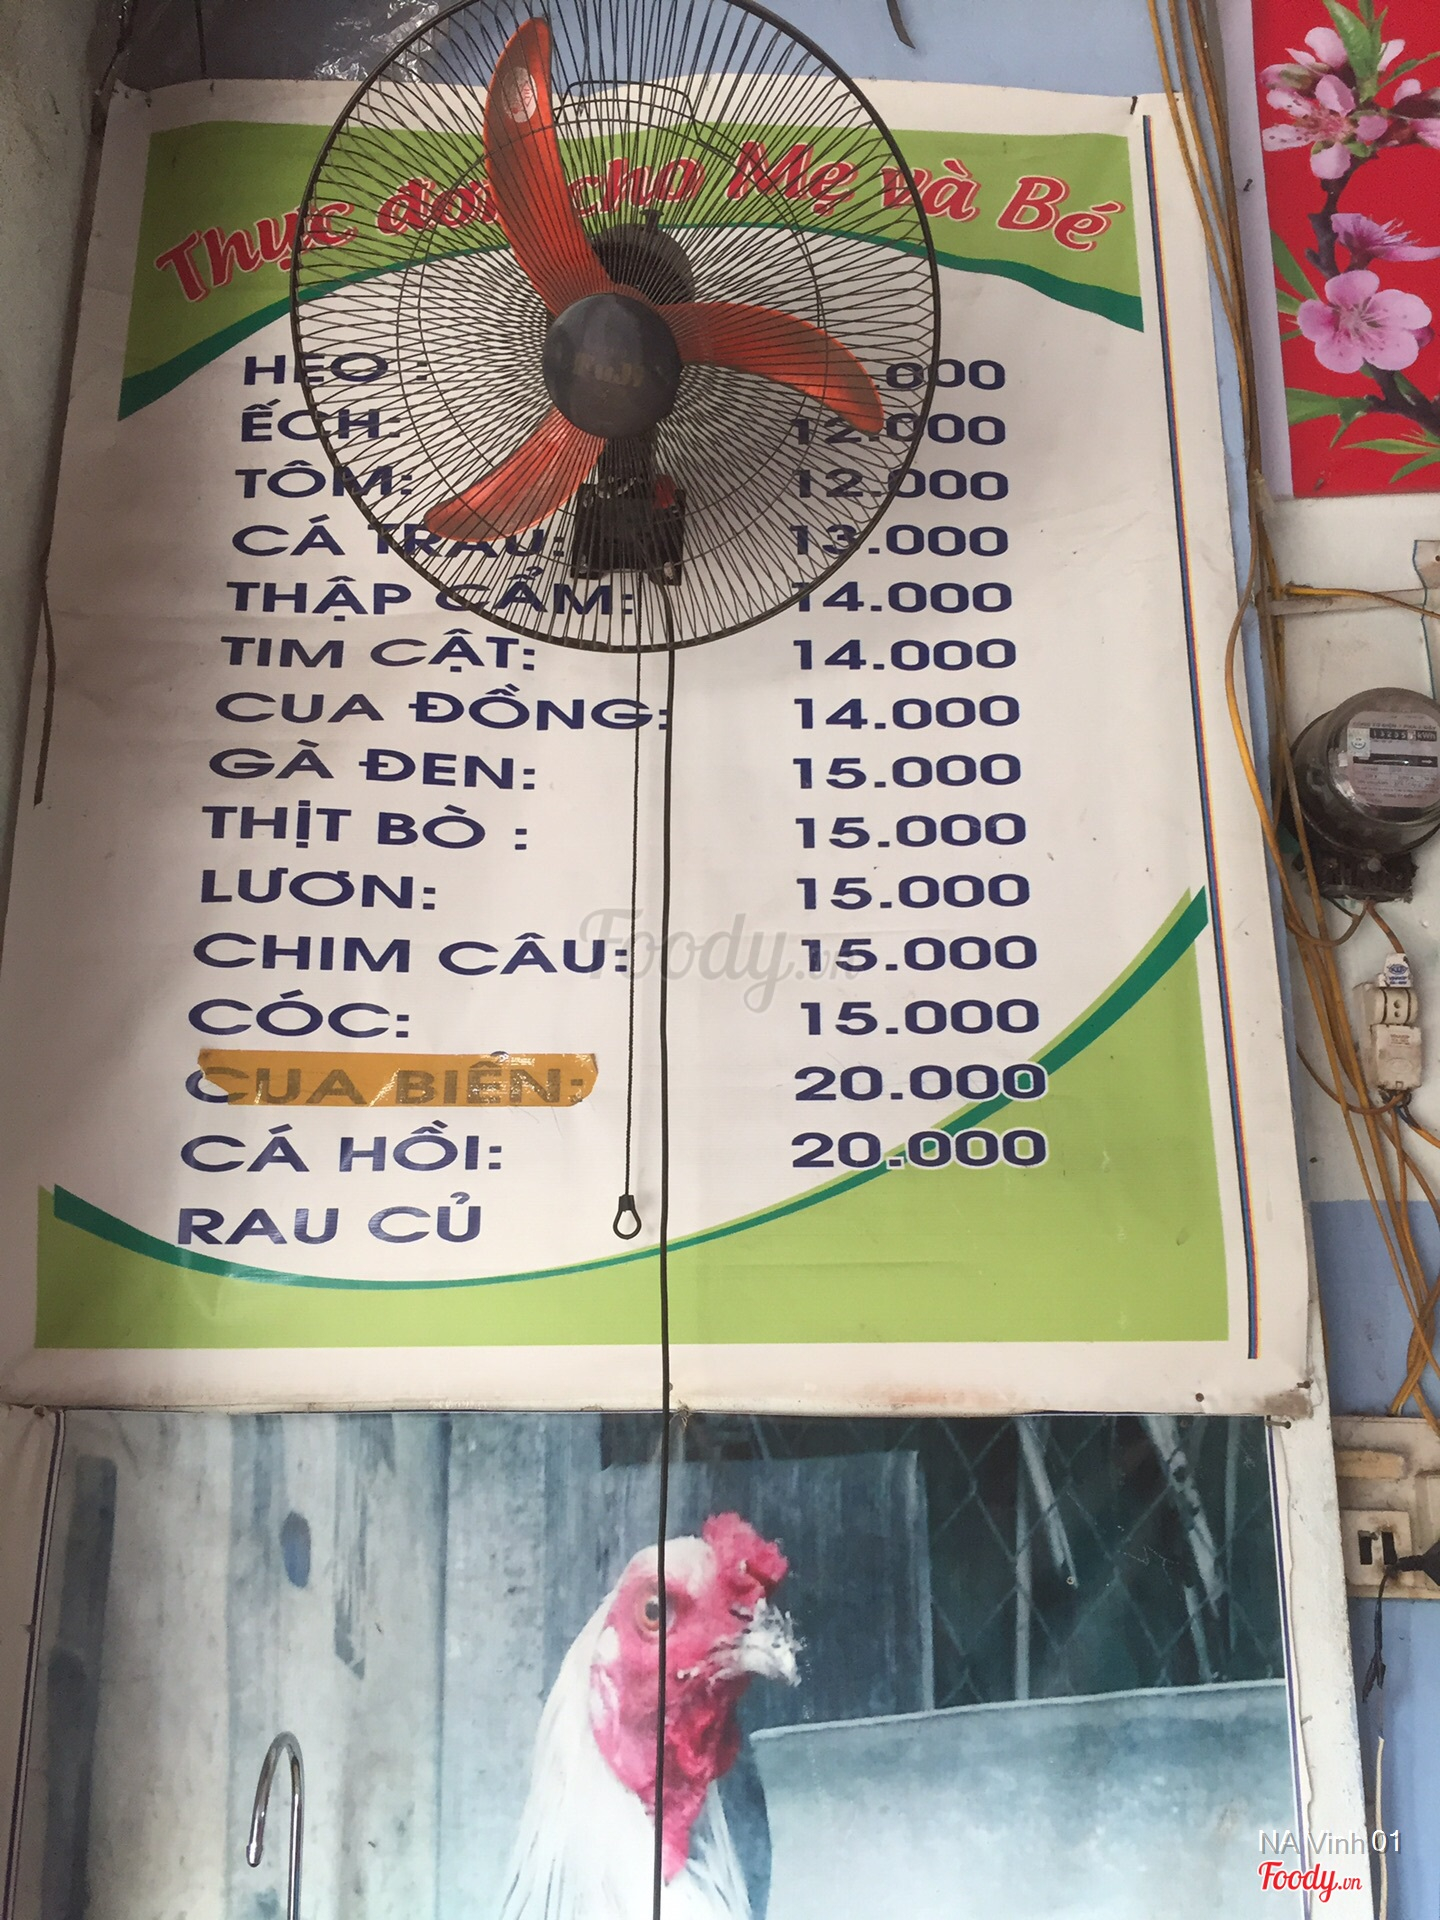 Thực đơn cho Mẹ và Bé
HEO : .000
ẾCH: 12.000
TÔM: 12.000
CÁ TRÀU: 13.000
THẬP CẨM: 14.000
TIM CẬT: 14.000
CUA ĐỒNG: 14.000
GÀ ĐEN: 15.000
THỊT BÒ : 15.000
LƯƠN: 15.000
CHIM CÂU: 15.000
CÓC: 15.000
CUA BIỂN: 20.000
CÁ HỒI: 20.000
RAU CỦ
Foody.vn
NA Vinh 01
Foody.vn